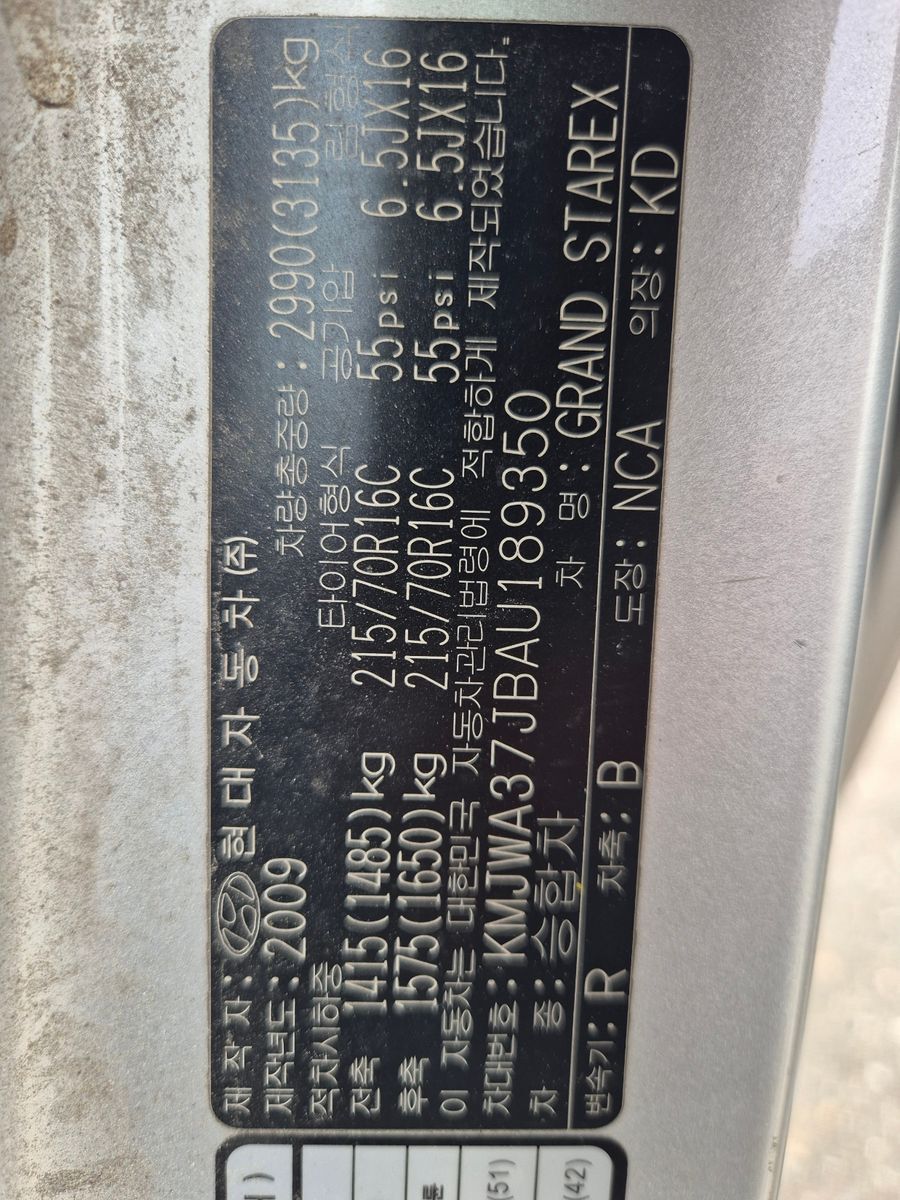 제 작 자 : 현 대 자 동 차 (주)
제작년도 : 2009 차량총중량 : 2990(3135)kg
적차시하중 타이어형식 공기압 림형식
전축 1415(1485)kg 215/70R16C 55psi 6.5JX16
후축 1575(1650)kg 215/70R16C 55psi 6.5JX16
이 자동차는 대한민국 자동차관리법령에 적합하게 제작되었습니다."
차대번호 : KMJWA37JBAU189350
차 종 : 승합차 차 명 : GRAND STAREX
변속기 : R 차축 : B 도장 : NCA 의장 : KD
(51)
(42)